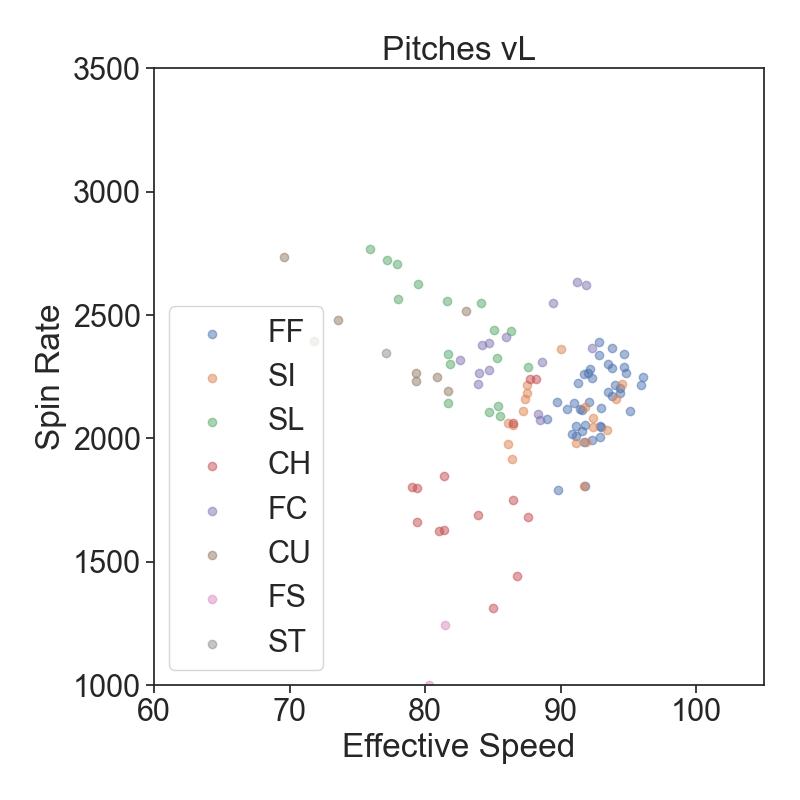 Pitches vL
3500
3000
2500
2000
1500
1000
Spin Rate
FF
SI
SL
CH
FC
CU
FS
ST
60
70
80
90
100
Effective Speed